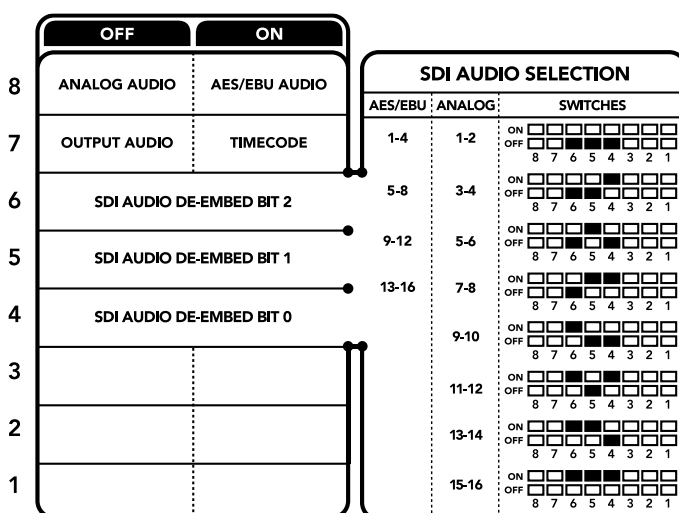 OFF ON
8 ANALOG AUDIO AES/EBU AUDIO
7 OUTPUT AUDIO TIMECODE
6 SDI AUDIO DE-EMBED BIT 2
5 SDI AUDIO DE-EMBED BIT 1
4 SDI AUDIO DE-EMBED BIT 0
3
2
1
SDI AUDIO SELECTION
AES/EBU ANALOG SWITCHES
1-4 1-2 ON
OFF
8 7 6 5 4 3 2 1
5-8 3-4 ON
OFF
8 7 6 5 4 3 2 1
9-12 5-6 ON
OFF
8 7 6 5 4 3 2 1
13-16 7-8 ON
OFF
8 7 6 5 4 3 2 1
9-10 ON
OFF
8 7 6 5 4 3 2 1
11-12 ON
OFF
8 7 6 5 4 3 2 1
13-14 ON
OFF
8 7 6 5 4 3 2 1
15-16 ON
OFF
8 7 6 5 4 3 2 1